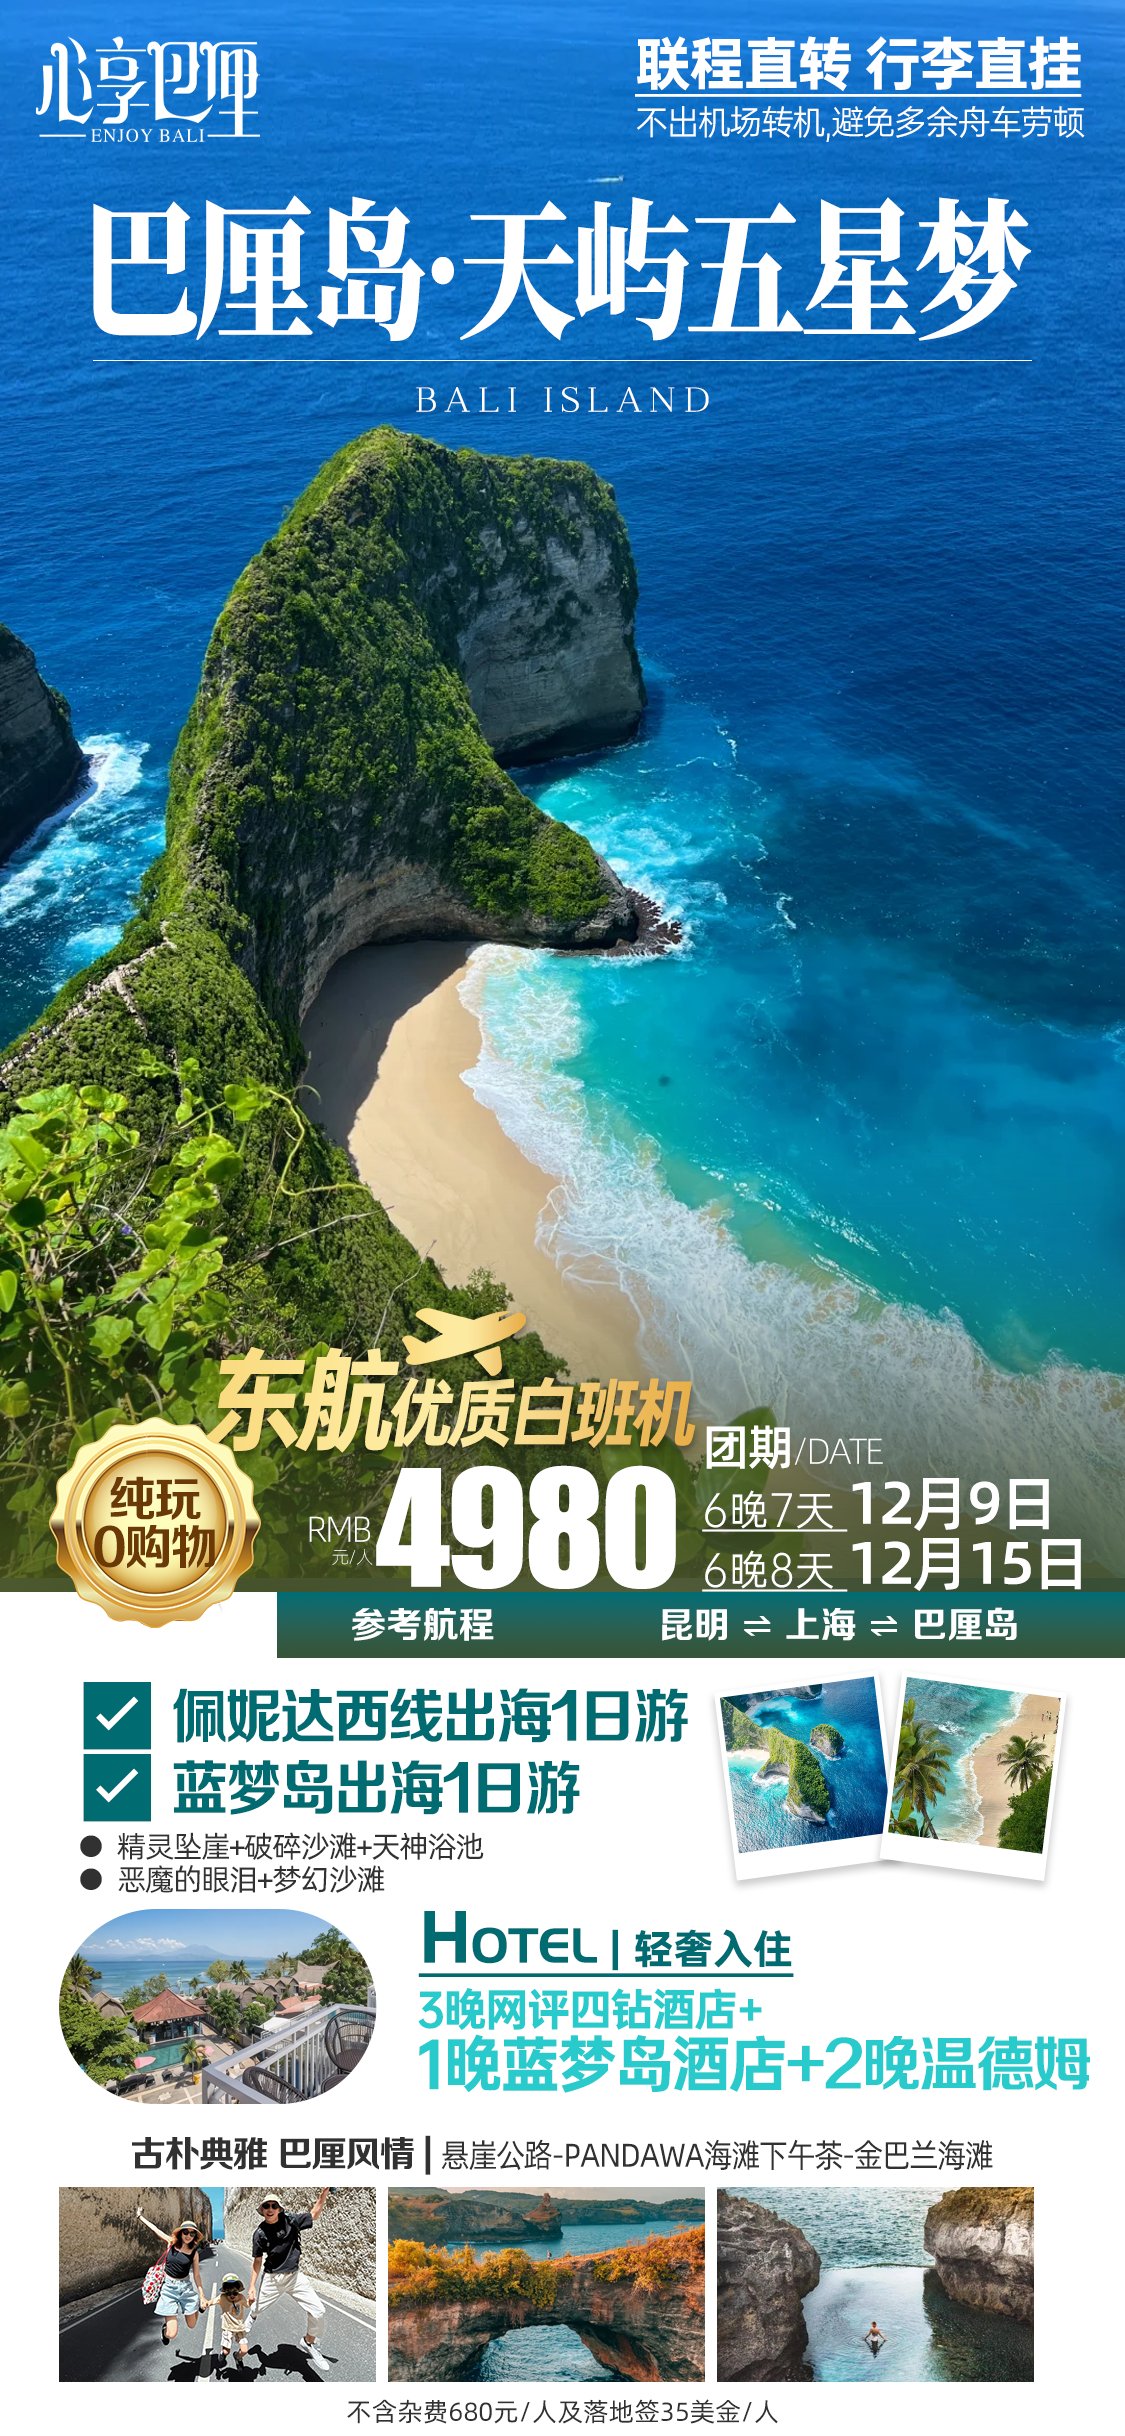 心享巴厘
ENJOY BALI
联程直转 行李直挂
不出机场转机,避免多余舟车劳顿
巴厘岛·天屿五星梦
BALI ISLAND
东航优质白班机
纯玩
0购物
RMB
元/人
4980
团期/DATE
6晚7天 12月9日
6晚8天 12月15日
参考航程 昆明 ⇌ 上海 ⇌ 巴厘岛
佩妮达西线出海1日游
蓝梦岛出海1日游
● 精灵坠崖+破碎沙滩+天神浴池
● 恶魔的眼泪+梦幻沙滩
HOTEL | 轻奢入住
3晚网评四钻酒店+
1晚蓝梦岛酒店+2晚温德姆
古朴典雅 巴厘风情 | 悬崖公路-PANDAWA海滩下午茶-金巴兰海滩
不含杂费680元/人及落地签35美金/人